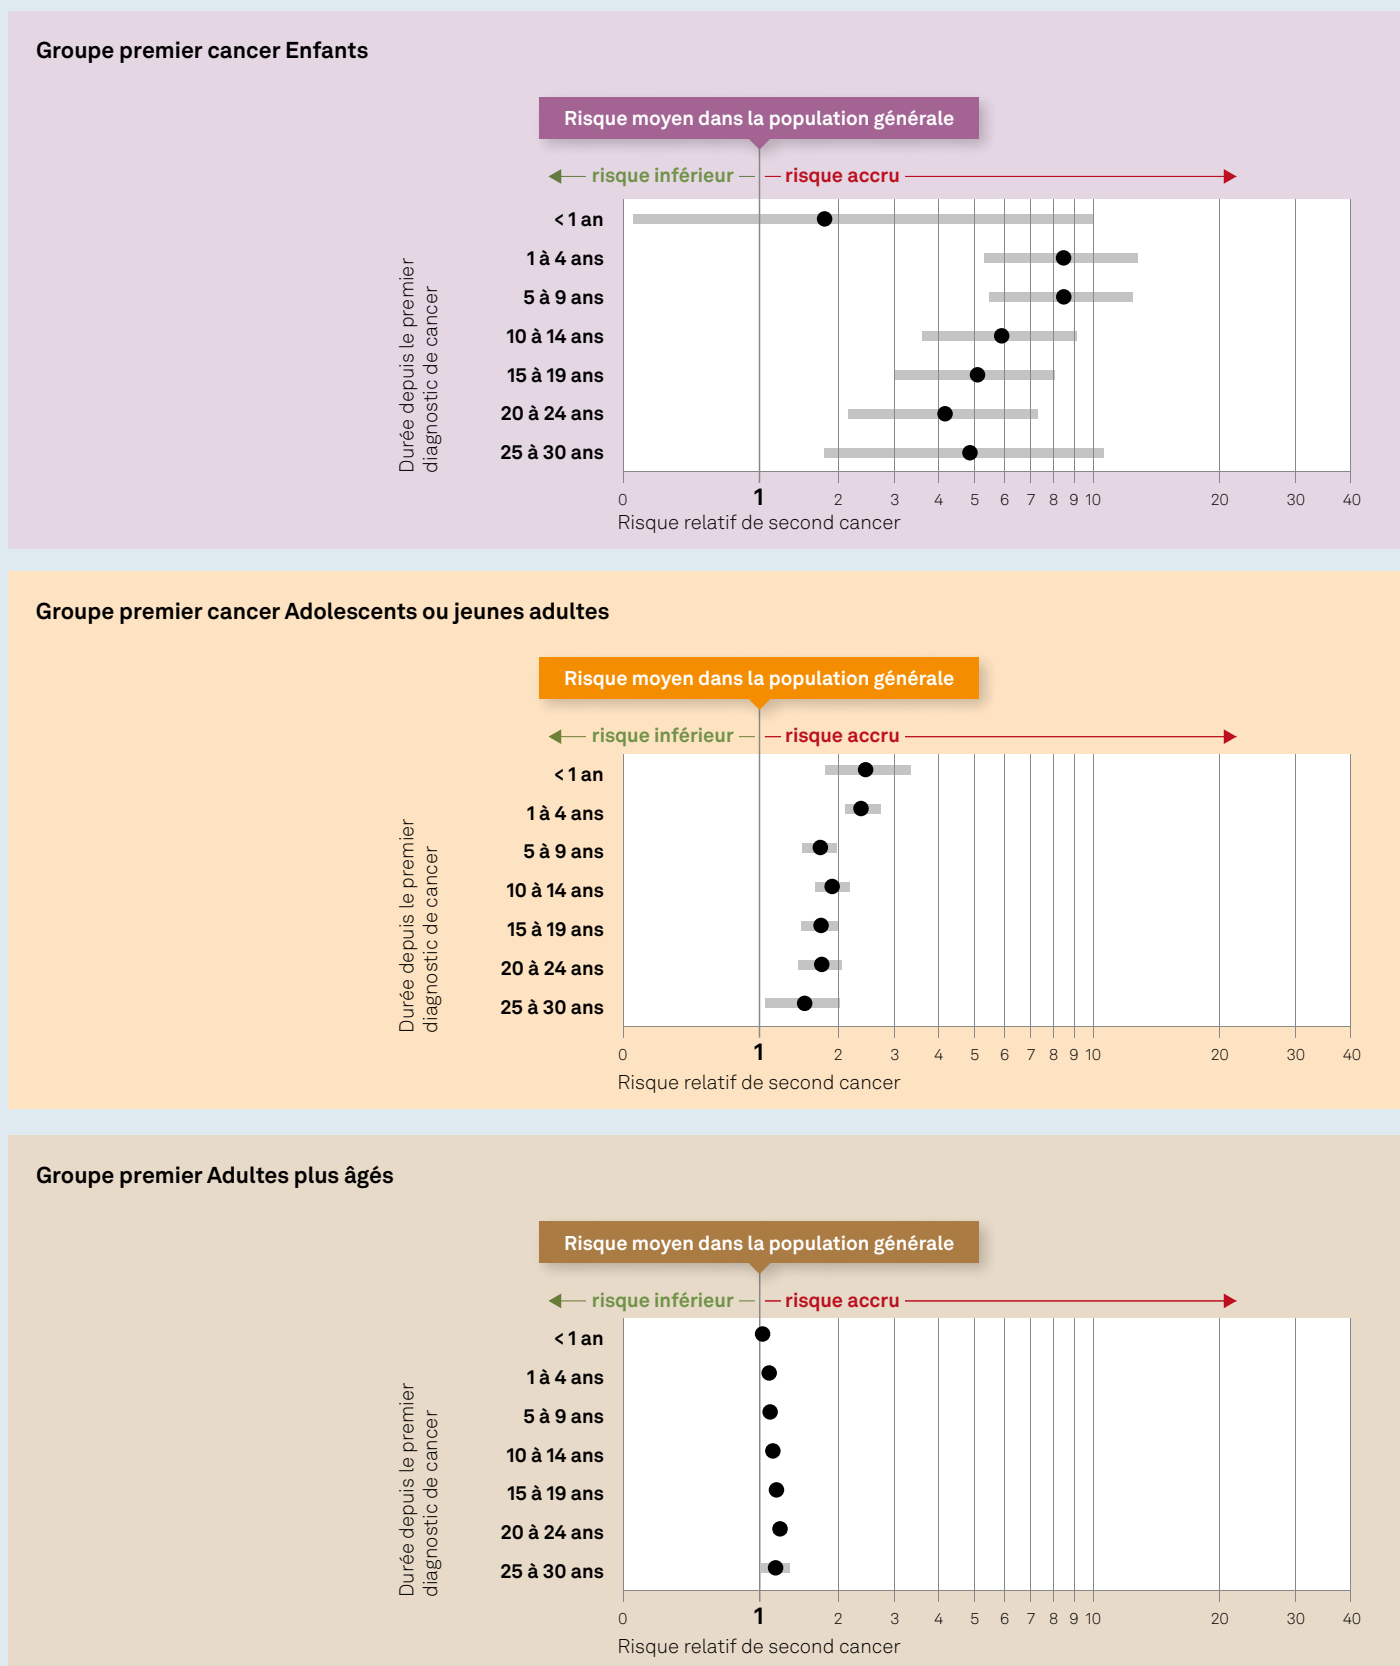 Groupe premier cancer Enfants
Risque moyen dans la population générale
risque inférieur
risque accru
Durée depuis le premier
diagnostic de cancer
< 1 an
1 à 4 ans
5 à 9 ans
10 à 14 ans
15 à 19 ans
20 à 24 ans
25 à 30 ans
0 1 2 3 4 5 6 7 8 9 10 20 30 40
Risque relatif de second cancer
Groupe premier cancer Adolescents ou jeunes adultes
Risque moyen dans la population générale
risque inférieur
risque accru
Durée depuis le premier
diagnostic de cancer
< 1 an
1 à 4 ans
5 à 9 ans
10 à 14 ans
15 à 19 ans
20 à 24 ans
25 à 30 ans
0 1 2 3 4 5 6 7 8 9 10 20 30 40
Risque relatif de second cancer
Groupe premier Adultes plus âgés
Risque moyen dans la population générale
risque inférieur
risque accru
Durée depuis le premier
diagnostic de cancer
< 1 an
1 à 4 ans
5 à 9 ans
10 à 14 ans
15 à 19 ans
20 à 24 ans
25 à 30 ans
0 1 2 3 4 5 6 7 8 9 10 20 30 40
Risque relatif de second cancer